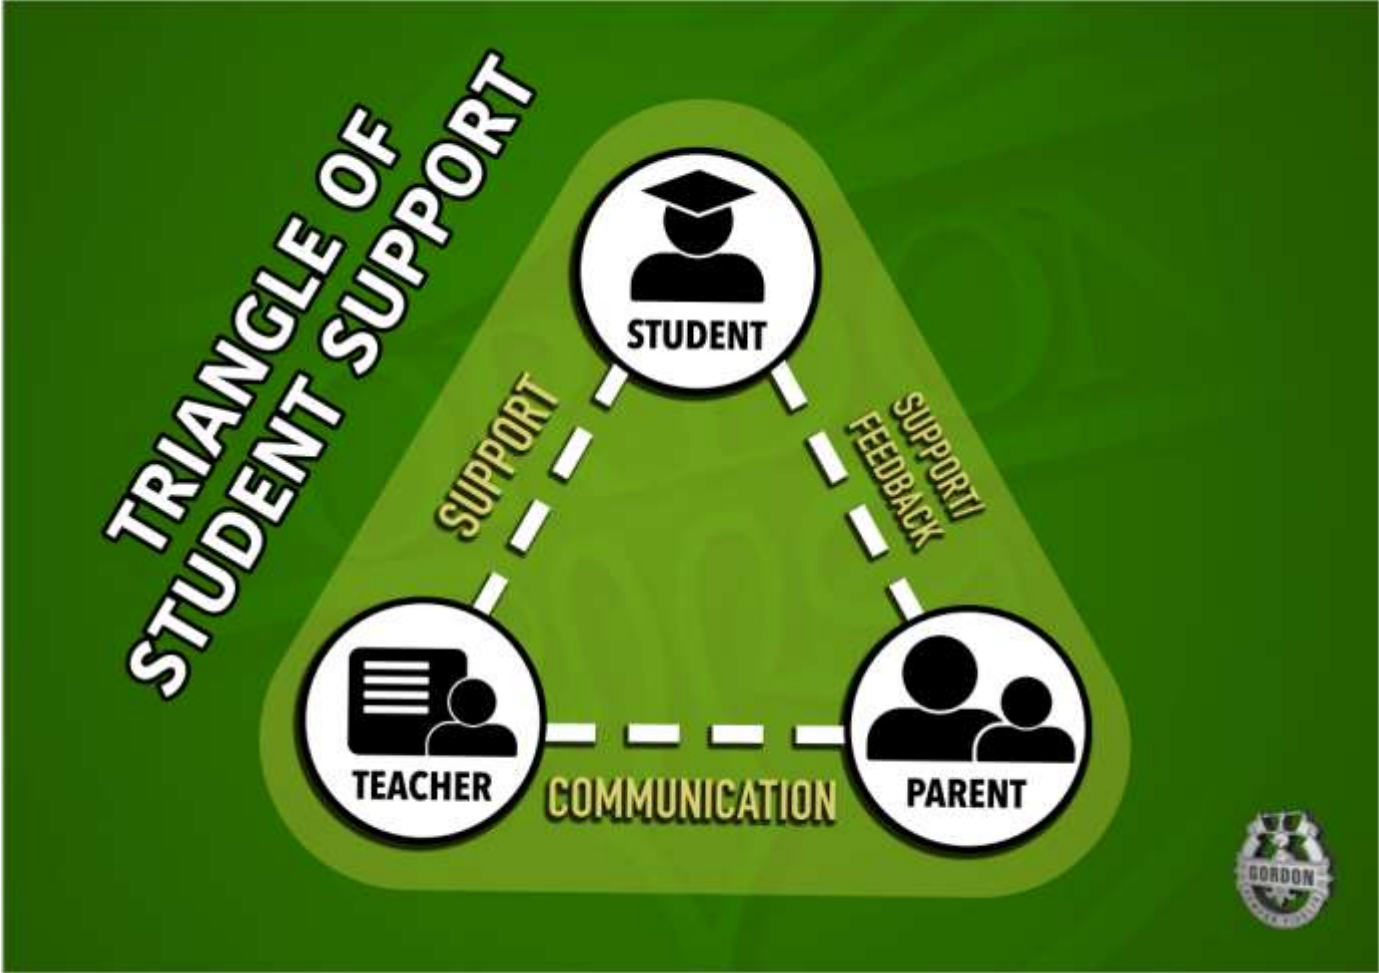 TRIANGLE OF
STUDENT SUPPORT
STUDENT
SUPPORT
SUPPORT/
FEEDBACK
TEACHER
COMMUNICATION
PARENT
GORDON